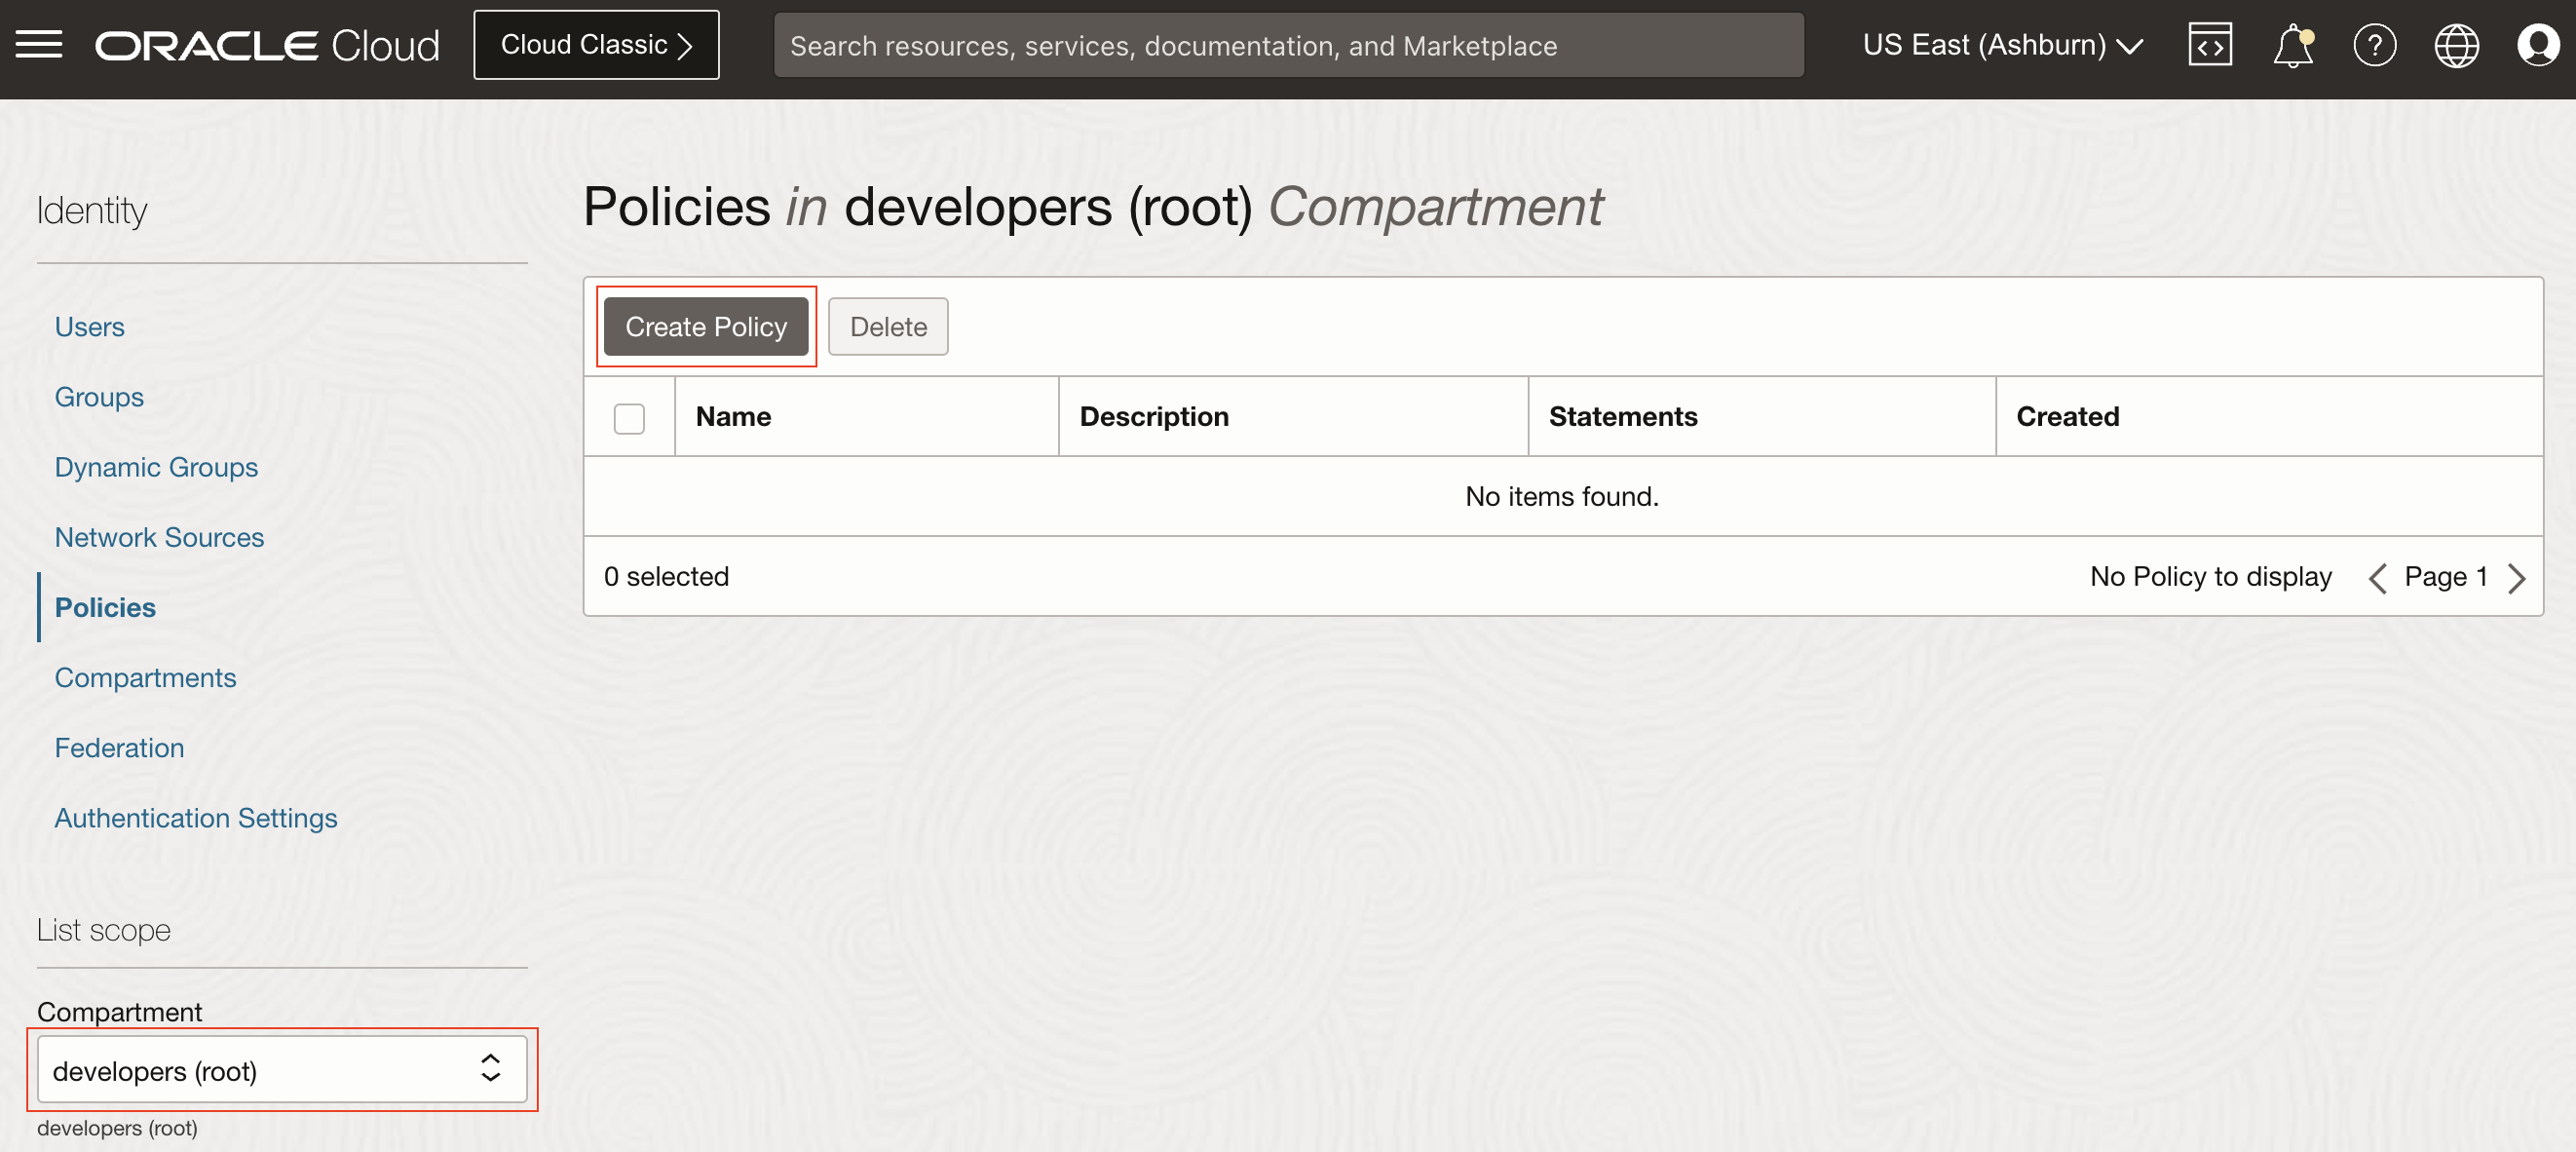 ORACLE Cloud
Cloud Classic
Search resources, services, documentation, and Marketplace
US East (Ashburn)
Identity
Users
Groups
Dynamic Groups
Network Sources
Policies
Compartments
Federation
Authentication Settings
List scope
Compartment
developers (root)
developers (root)
Policies in developers (root) Compartment
Create Policy Delete
Name Description Statements Created
No items found.
0 selected No Policy to display Page 1